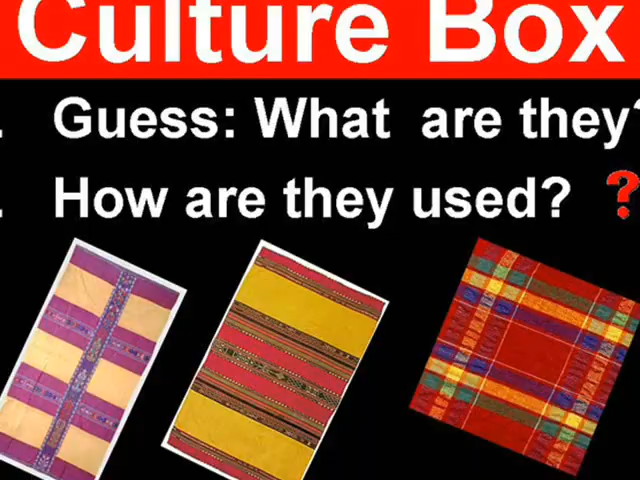 Culture Box
. Guess: What are they?
. How are they used? ?